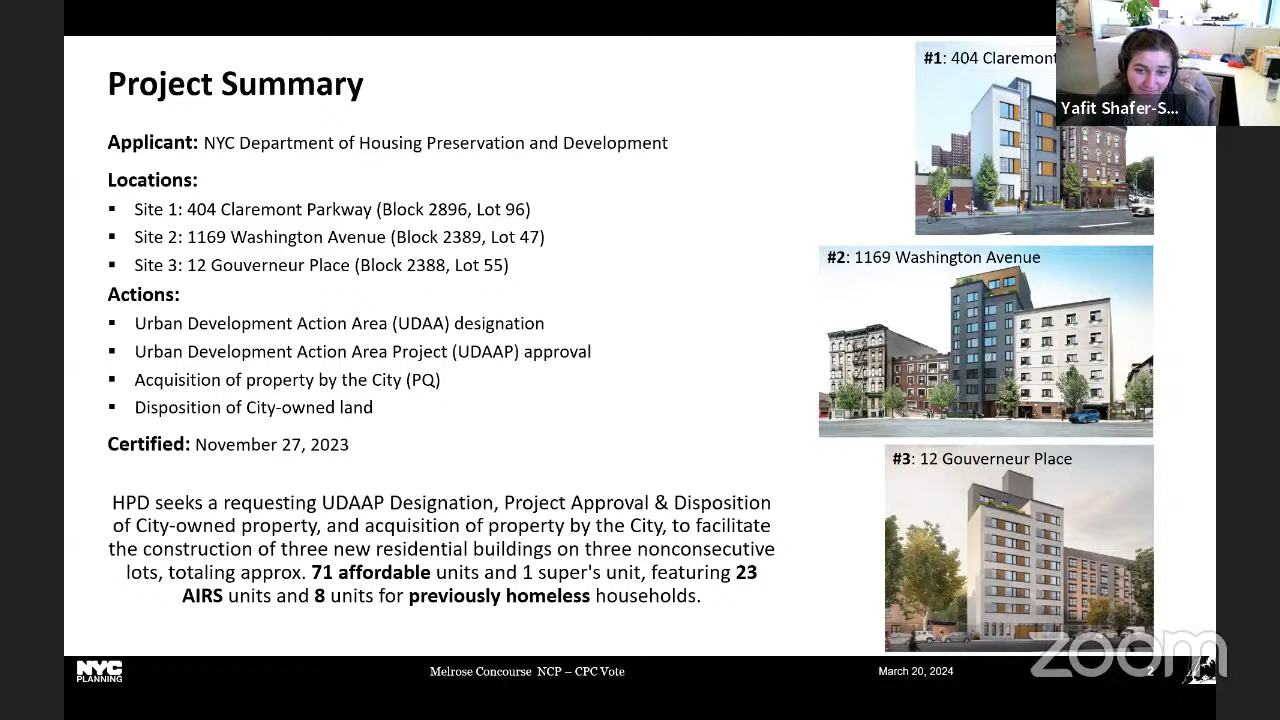 Project Summary
Applicant: NYC Department of Housing Preservation and Development
Locations:
▪ Site 1: 404 Claremont Parkway (Block 2896, Lot 96)
▪ Site 2: 1169 Washington Avenue (Block 2389, Lot 47)
▪ Site 3: 12 Gouverneur Place (Block 2388, Lot 55)
Actions:
▪ Urban Development Action Area (UDAA) designation
▪ Urban Development Action Area Project (UDAAP) approval
▪ Acquisition of property by the City (PQ)
▪ Disposition of City-owned land
Certified: November 27, 2023
HPD seeks a requesting UDAAP Designation, Project Approval & Disposition
of City-owned property, and acquisition of property by the City, to facilitate
the construction of three new residential buildings on three nonconsecutive
lots, totaling approx. 71 affordable units and 1 super's unit, featuring 23
AIRS units and 8 units for previously homeless households.
#1: 404 Claremont
Yafit Shafer-S...
#2: 1169 Washington Avenue
#3: 12 Gouverneur Place
NYC
PLANNING
Melrose Concourse NCP – CPC Vote
March 20, 2024
2
zoom